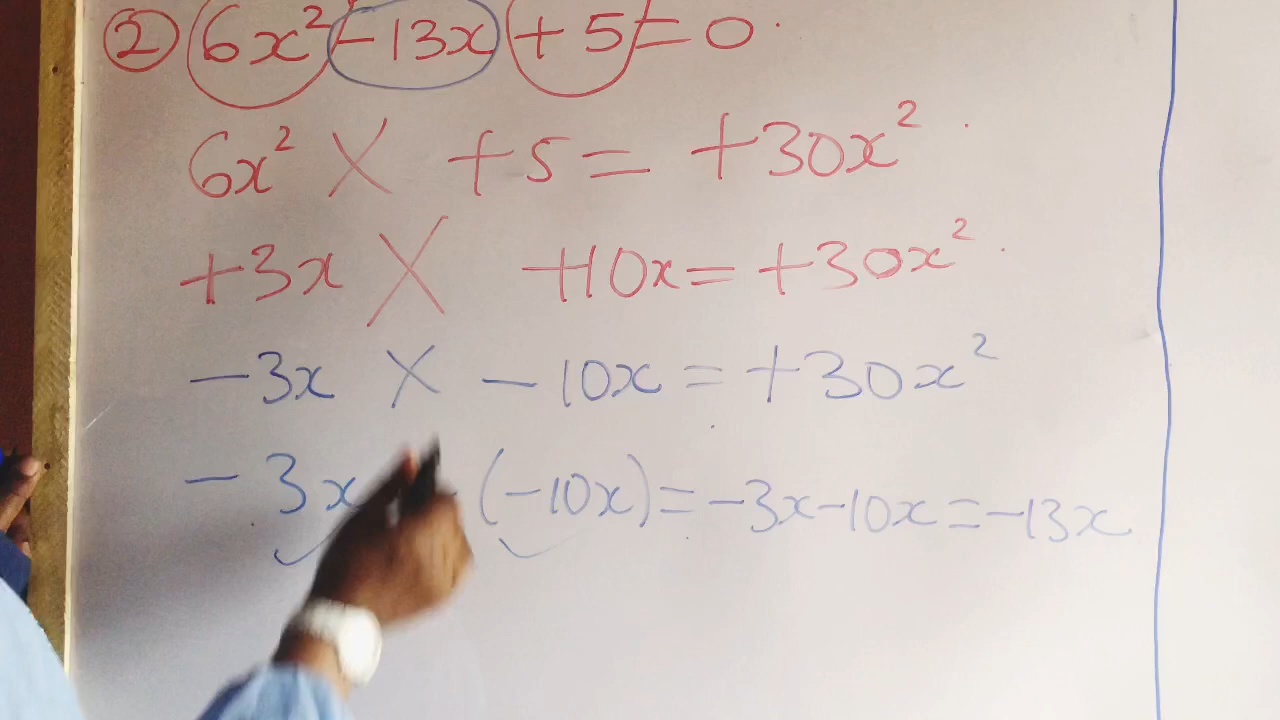 ② 6x² - 13x + 5 = 0
6x² X + 5 = + 30x²
+ 3x X + 10x = + 30x²
- 3x X - 10x = + 30x²
- 3x (-10x) = -3x - 10x = -13x